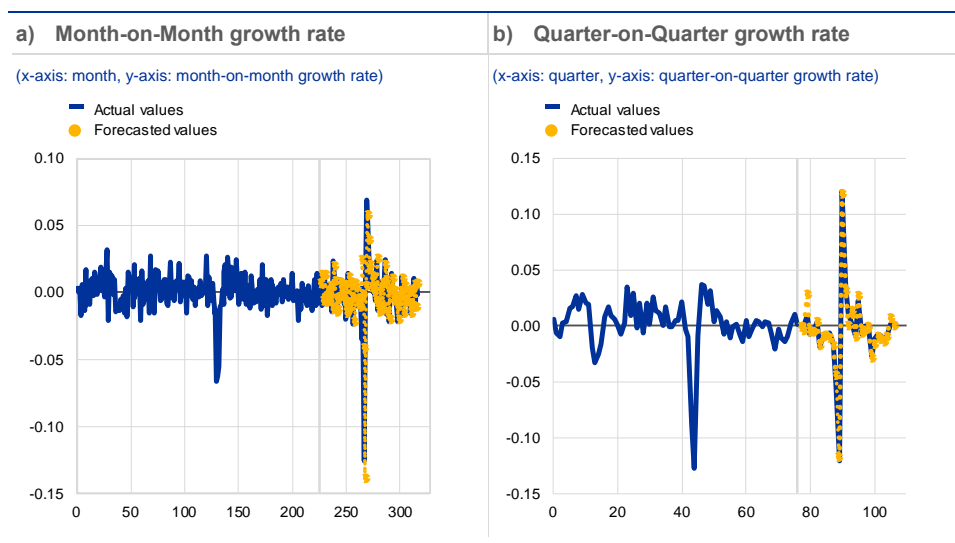 a) Month-on-Month growth rate
(x-axis: month, y-axis: month-on-month growth rate)
Actual values
Forecasted values
0.10
0.05
0.00
-0.05
-0.10
-0.15
0 50 100 150 200 250 300
b) Quarter-on-Quarter growth rate
(x-axis: quarter, y-axis: quarter-on-quarter growth rate)
Actual values
Forecasted values
0.15
0.10
0.05
0.00
-0.05
-0.10
-0.15
0 20 40 60 80 100